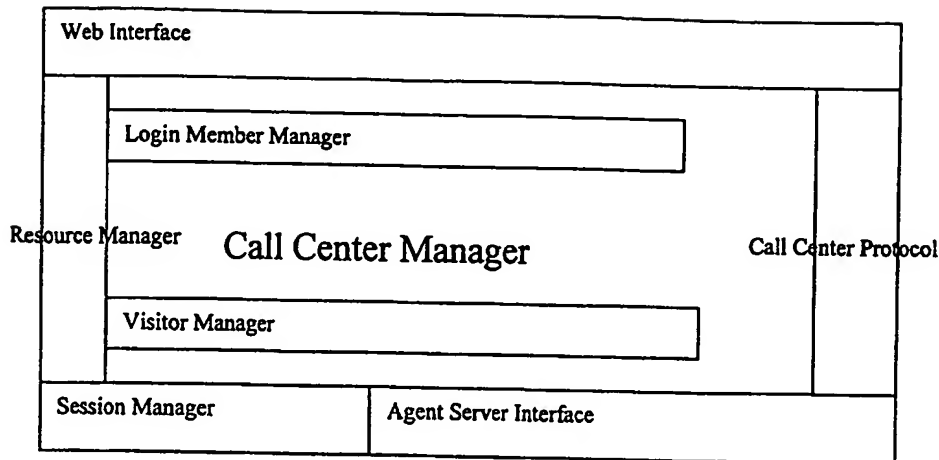 Web Interface
Login Member Manager
Resource Manager
Call Center Manager
Call Center Protocol
Visitor Manager
Session Manager
Agent Server Interface